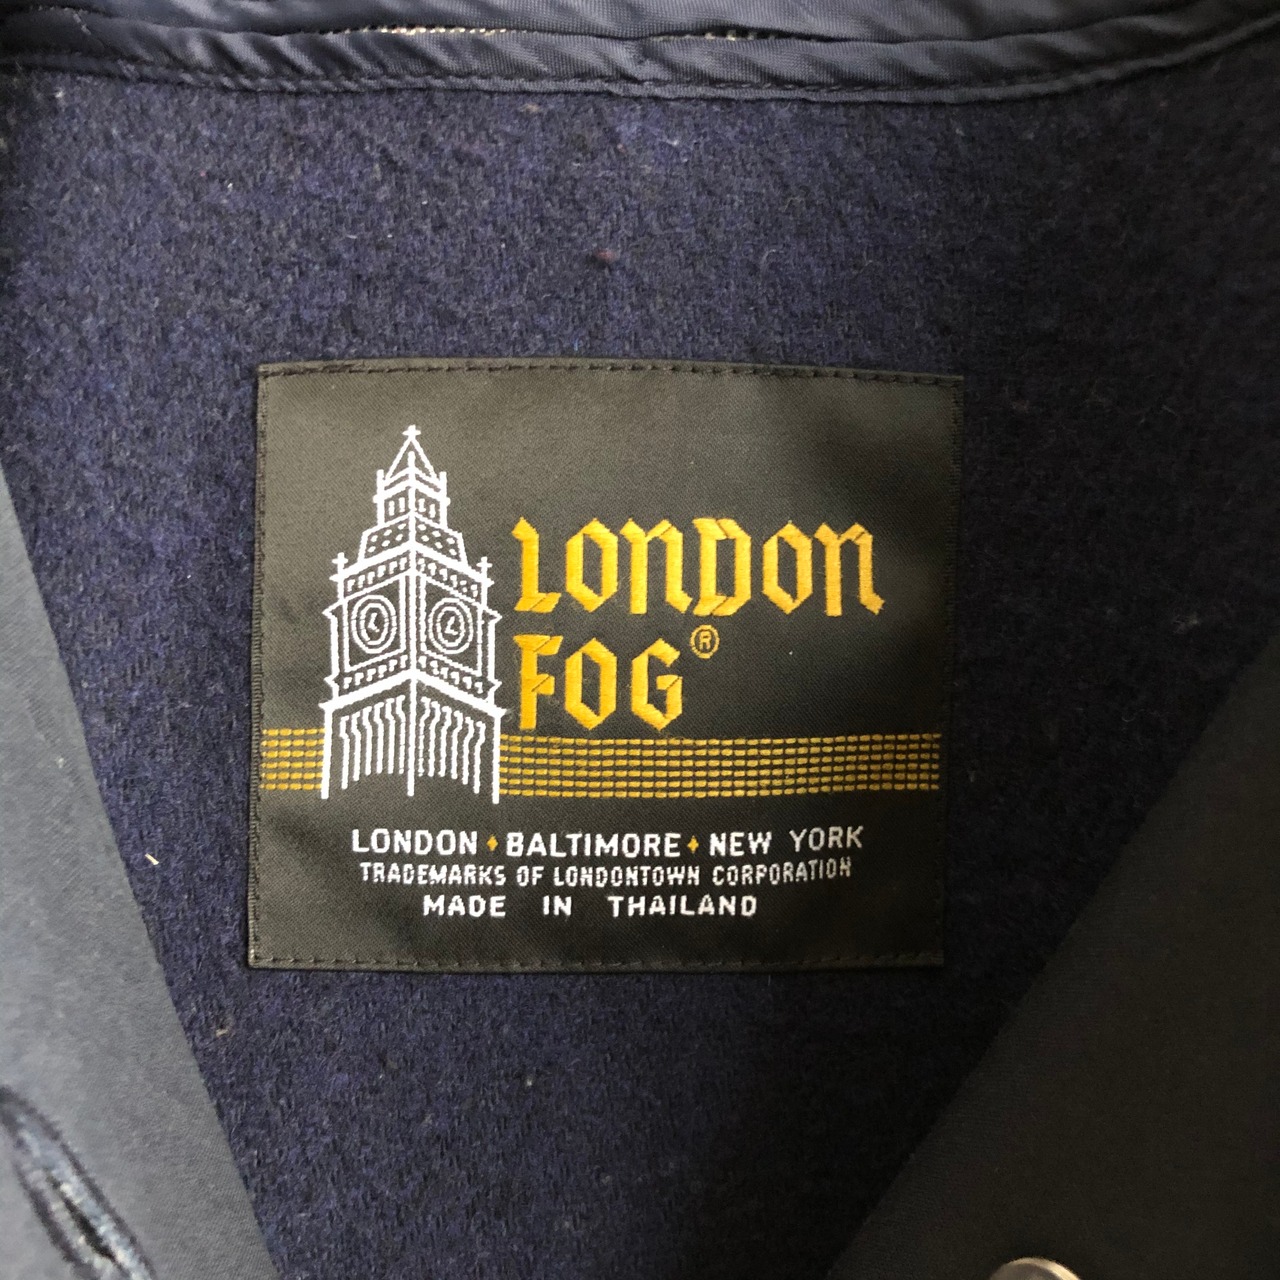 LONDON
FOG®
LONDON ♦ BALTIMORE ♦ NEW YORK
TRADEMARKS OF LONDONTOWN CORPORATION
MADE IN THAILAND